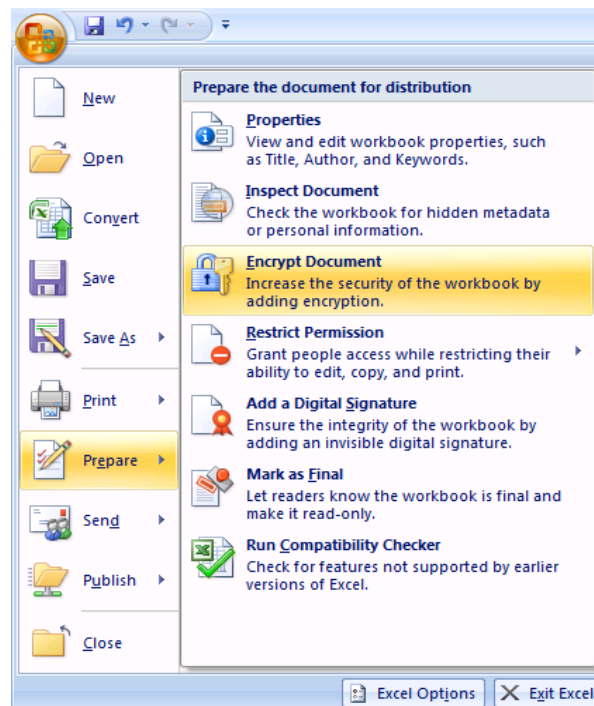 New
Open
Convert
Save
Save As
Print
Prepare
Send
Publish
Close
Prepare the document for distribution
Properties
View and edit workbook properties, such
as Title, Author, and Keywords.
Inspect Document
Check the workbook for hidden metadata
or personal information.
Encrypt Document
Increase the security of the workbook by
adding encryption.
Restrict Permission
Grant people access while restricting their
ability to edit, copy, and print.
Add a Digital Signature
Ensure the integrity of the workbook by
adding an invisible digital signature.
Mark as Final
Let readers know the workbook is final and
make it read-only.
Run Compatibility Checker
Check for features not supported by earlier
versions of Excel.
Excel Options
Exit Excel